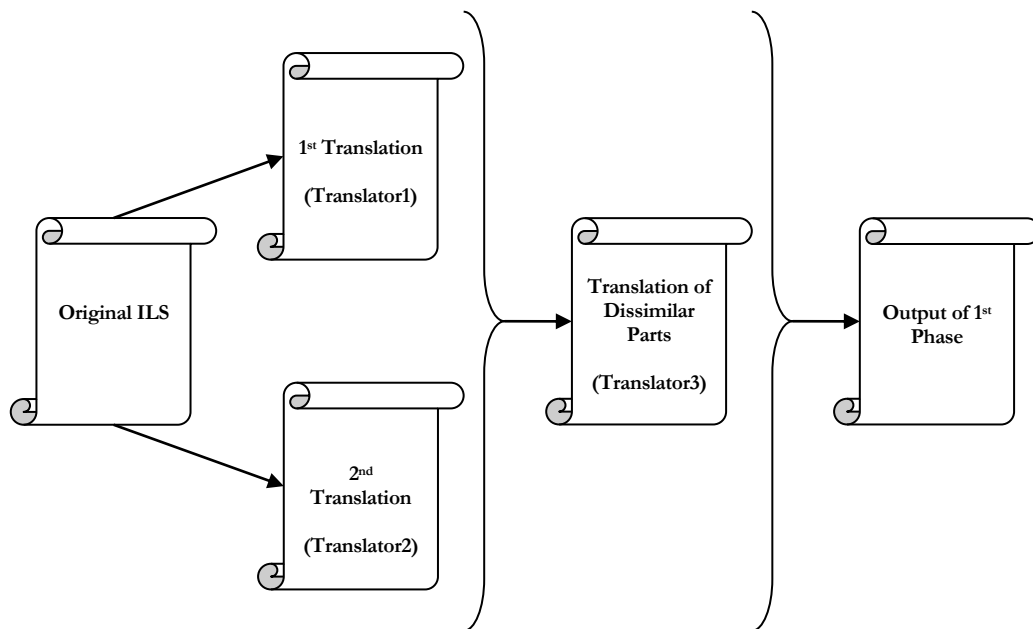 1st Translation
(Translator1)
Original ILS
2nd
Translation
(Translator2)
Translation of
Dissimilar
Parts
(Translator3)
Output of 1st
Phase